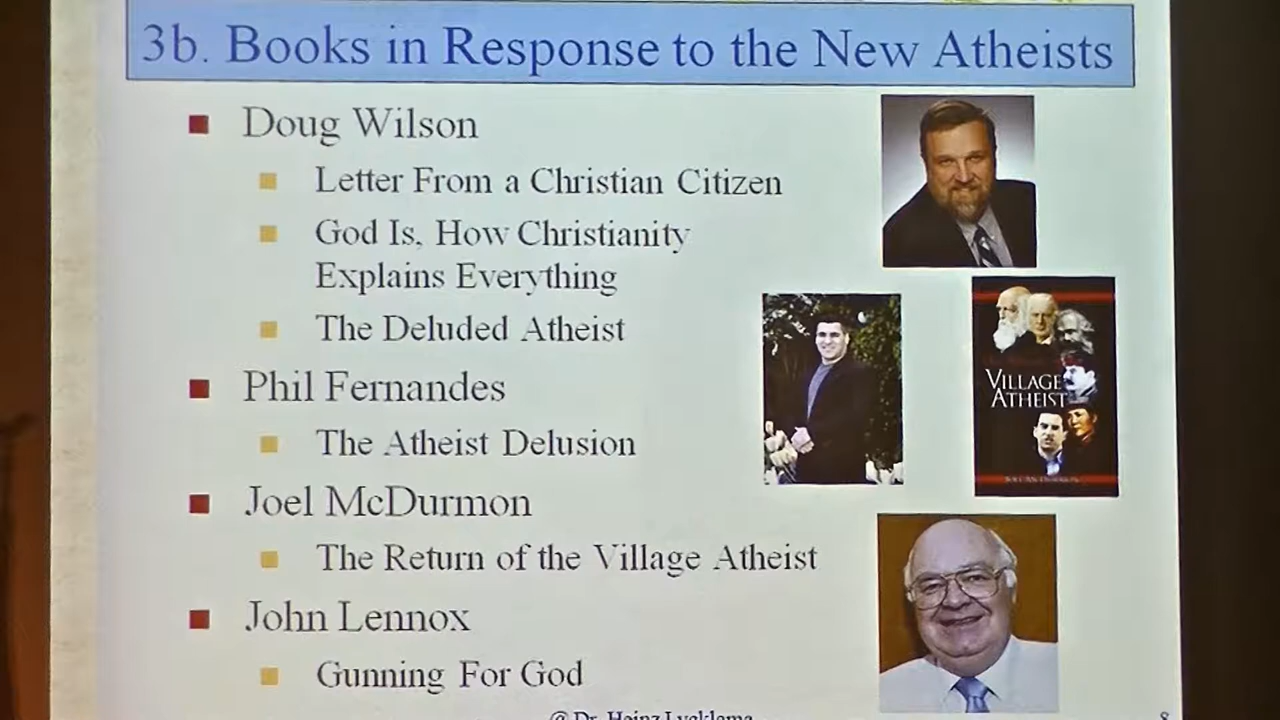 3b. Books in Response to the New Atheists
Doug Wilson
Letter From a Christian Citizen
God Is, How Christianity
Explains Everything
The Deluded Atheist
Phil Fernandes
The Atheist Delusion
VILLAGE
ATHEIST
Joel McDurmon
The Return of the Village Atheist
John Lennox
Gunning For God
@ Dr. Heinz Lycklama
8